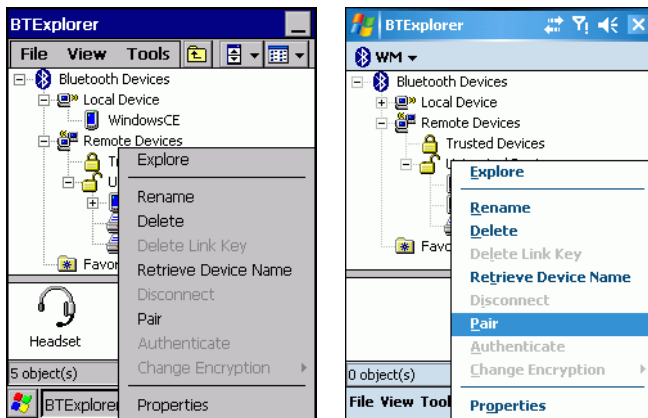 BTExplorer
File View Tools
Bluetooth Devices
Local Device
WindowsCE
Remote Devices
Explore
Rename
Delete
Delete Link Key
Retrieve Device Name
Disconnect
Pair
Authenticate
Change Encryption
Properties
Headset
5 object(s)
BTExplorer
BTExplorer
WM
Bluetooth Devices
Local Device
Remote Devices
Trusted Devices
Explore
Rename
Delete
Delete Link Key
Retrieve Device Name
Disconnect
Pair
Authenticate
Change Encryption
Properties
0 object(s)
File View Tool